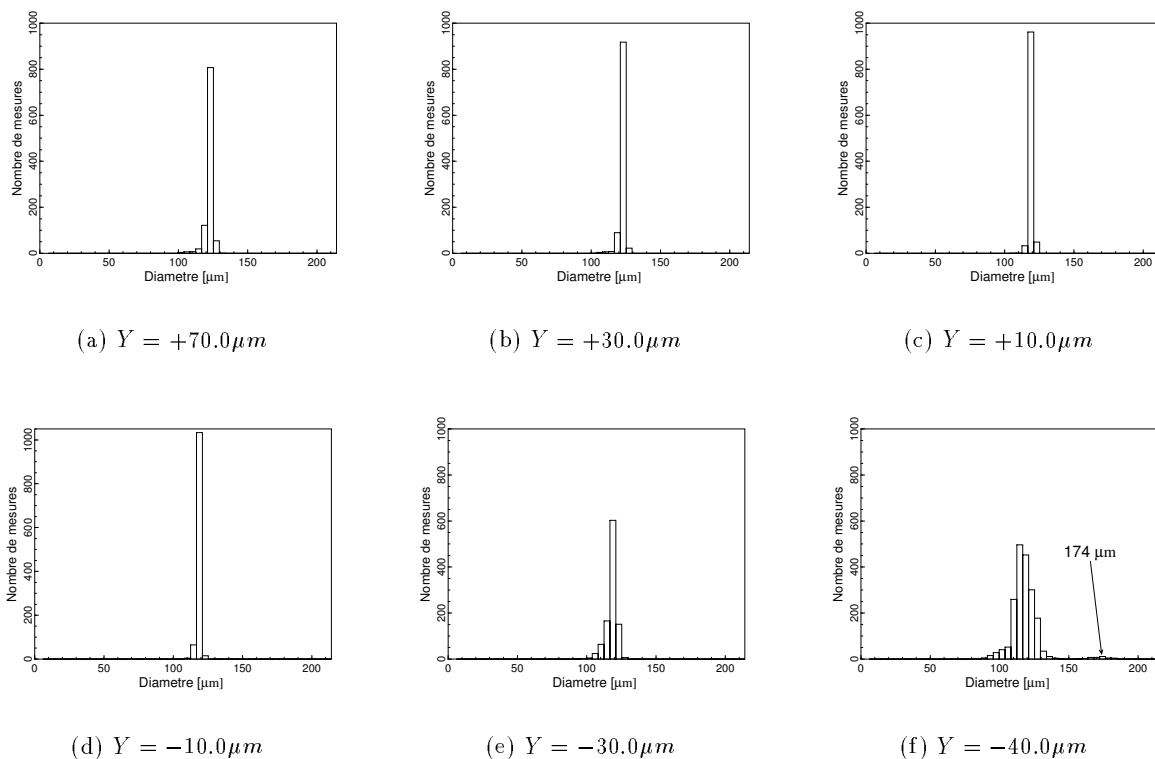 1000
800
600
400
200
0
Nombre de mesures
0 50 100 150 200
Diametre [µm]
(a) Y = +70.0µm
1000
800
600
400
200
0
Nombre de mesures
0 50 100 150 200
Diametre [µm]
(b) Y = +30.0µm
1000
800
600
400
200
0
Nombre de mesures
0 50 100 150 200
Diametre [µm]
(c) Y = +10.0µm
1000
800
600
400
200
0
Nombre de mesures
0 50 100 150 200
Diametre [µm]
(d) Y = −10.0µm
1000
800
600
400
200
0
Nombre de mesures
0 50 100 150 200
Diametre [µm]
(e) Y = −30.0µm
1000
800
600
400
200
0
Nombre de mesures
174 µm
0 50 100 150 200
Diametre [µm]
(f) Y = −40.0µm